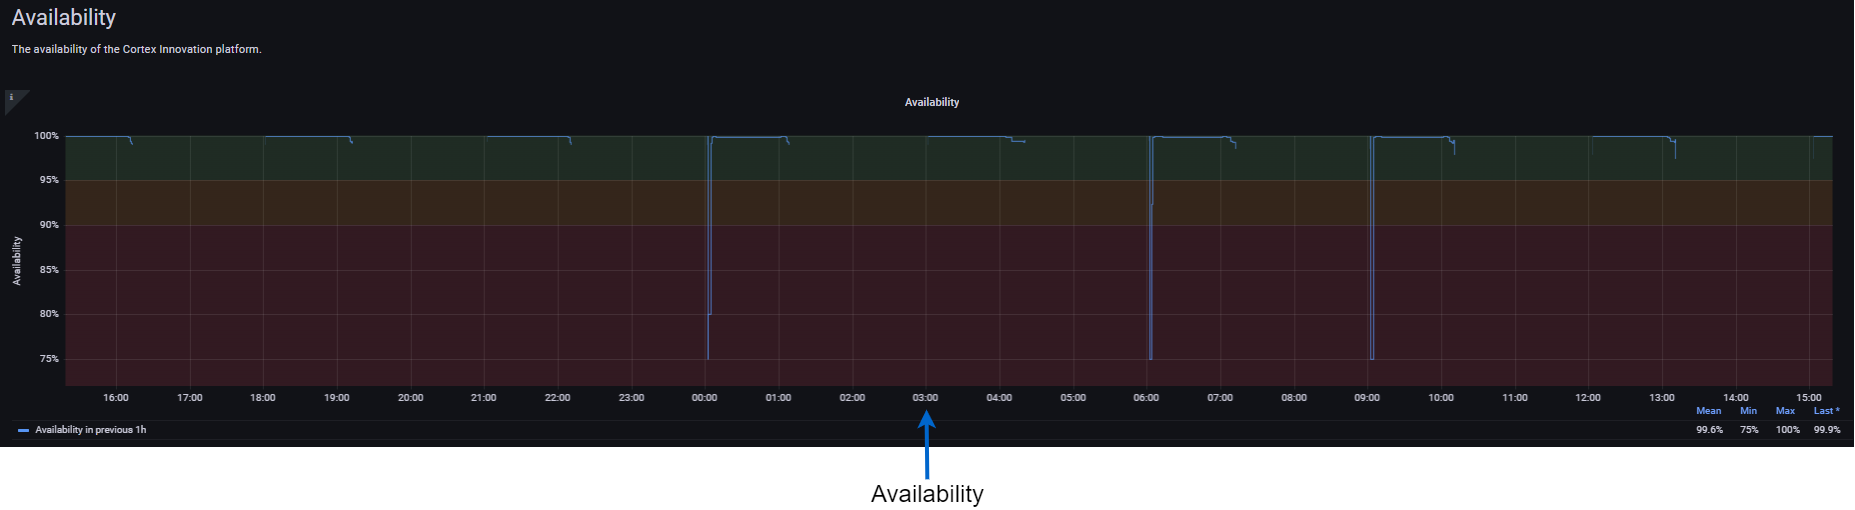 Availability
The availability of the Cortex Innovation platform.
i
Availability
100%
95%
90%
85%
80%
75%
Availability
16:00 17:00 18:00 19:00 20:00 21:00 22:00 23:00 00:00 01:00 02:00 03:00 04:00 05:00 06:00 07:00 08:00 09:00 10:00 11:00 12:00 13:00 14:00 15:00
Mean Min Max Last *
Availability in previous 1h 99.6% 75% 100% 99.9%
Availability